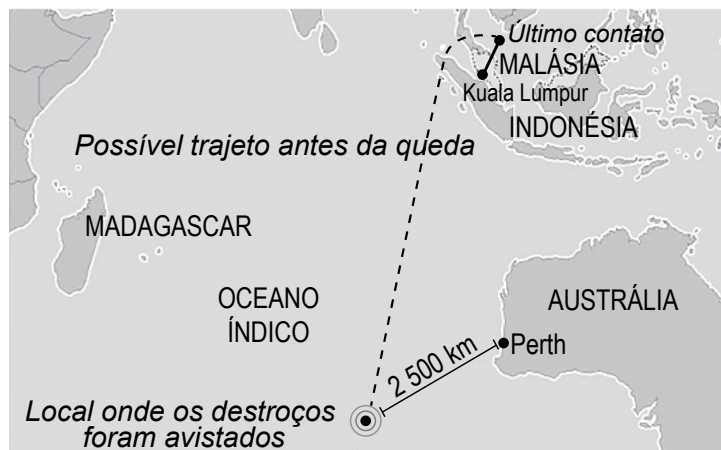 Último contato
MALÁSIA
Kuala Lumpur
INDONÉSIA
Possível trajeto antes da queda
MADAGASCAR
OCEANO
ÍNDICO
AUSTRÁLIA
Perth
2 500 km
Local onde os destroços
foram avistados